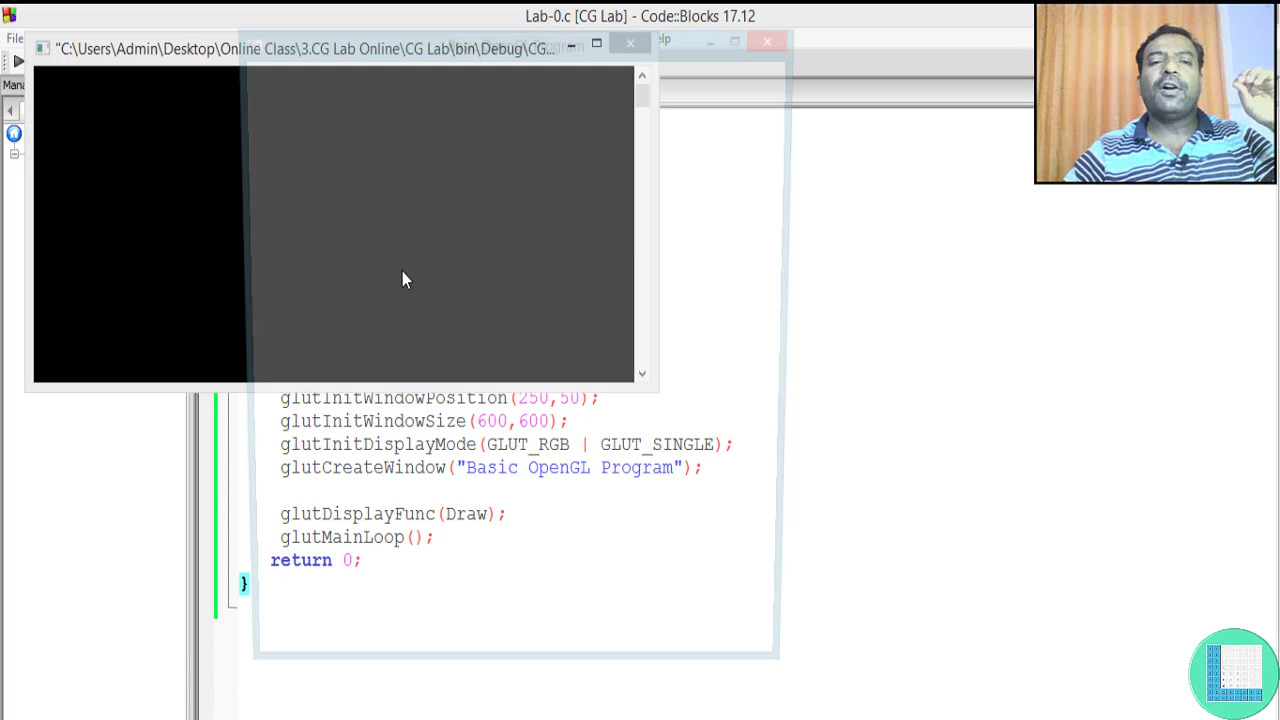 Lab-0.c [CG Lab] - Code::Blocks 17.12
File
elp
"C:\Users\Admin\Desktop\Online Class\3.CG Lab Online\CG Lab\bin\Debug\CG...
Mana
glutInitWindowPosition(250,50);
glutInitWindowSize(600,600);
glutInitDisplayMode(GLUT_RGB | GLUT_SINGLE);
glutCreateWindow("Basic OpenGL Program");
glutDisplayFunc(Draw);
glutMainLoop();
return 0;
}